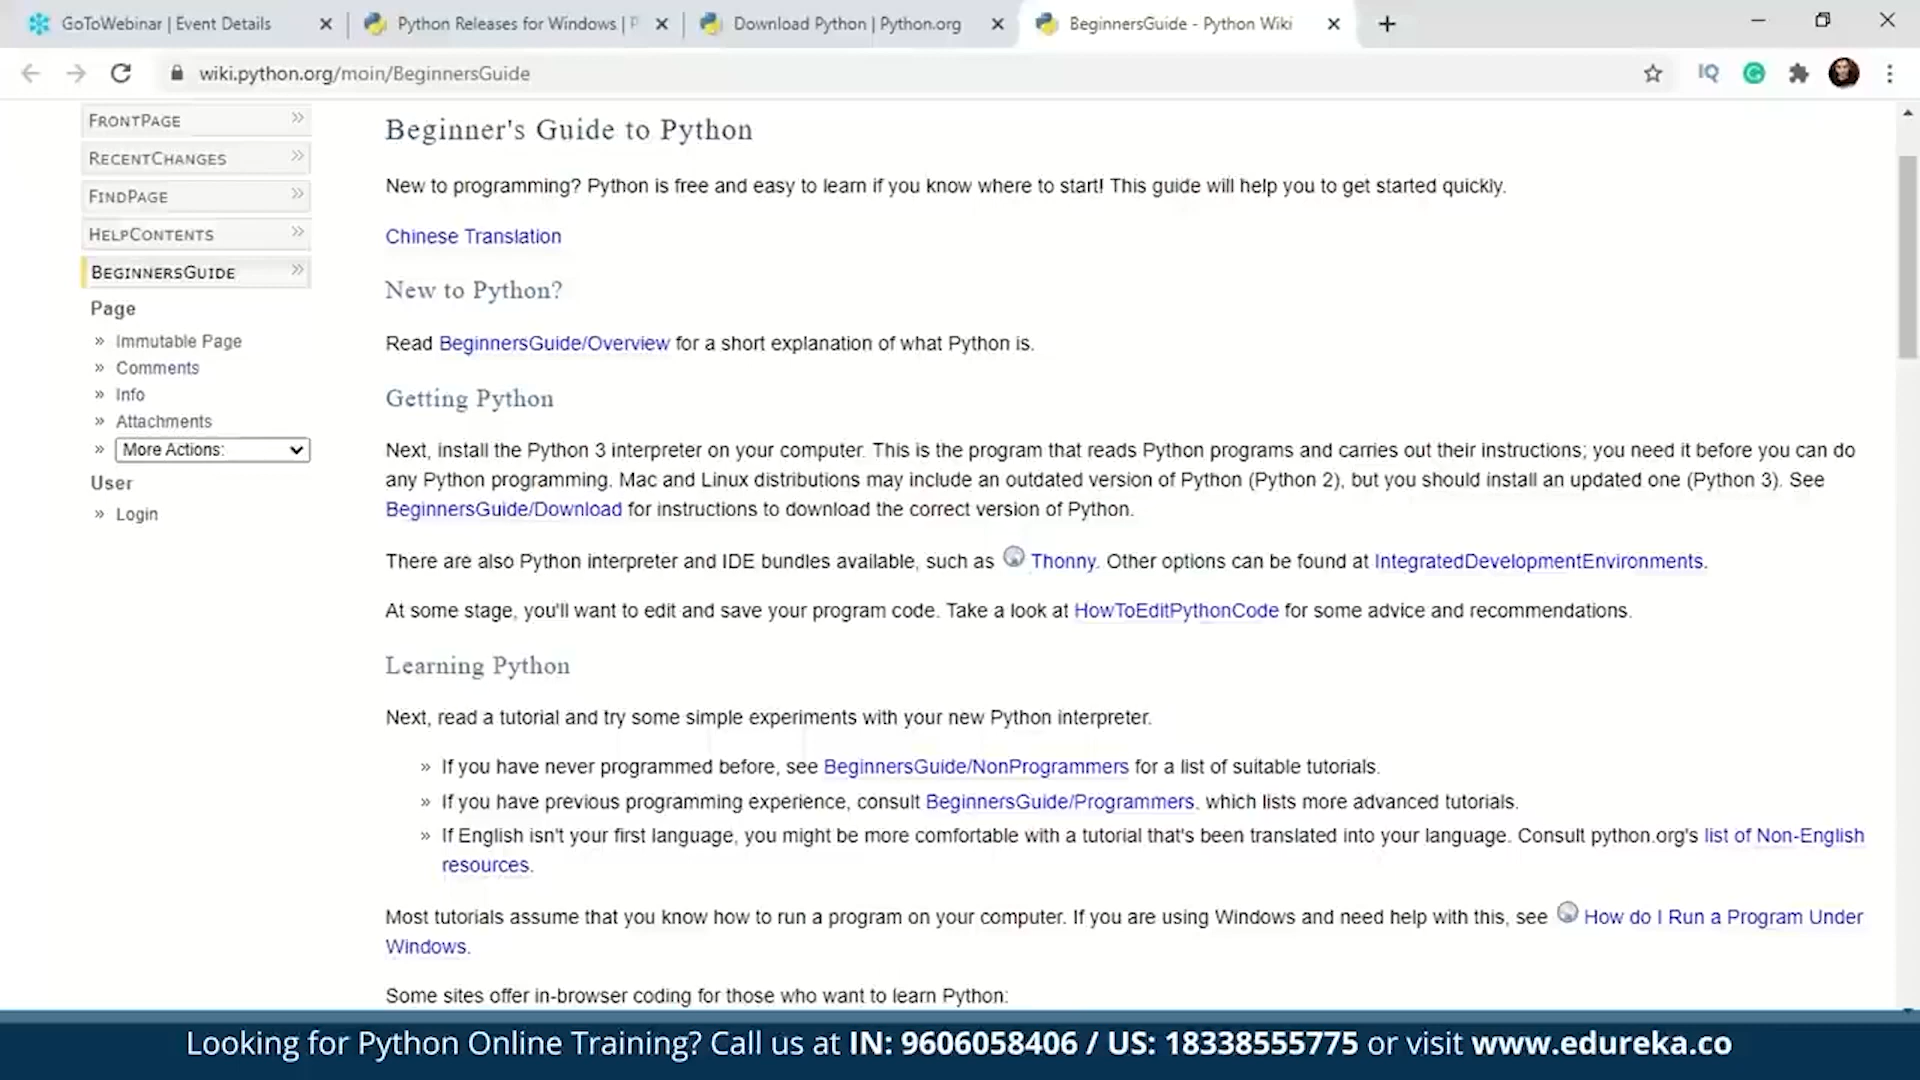 GoToWebinar | Event Details
Python Releases for Windows | P
Download Python | Python.org
BeginnersGuide - Python Wiki
wiki.python.org/moin/BeginnersGuide
IQ
FRONTPAGE
RECENTCHANGES
FINDPAGE
HELPCONTENTS
BEGINNERSGUIDE
Page
» Immutable Page
» Comments
» Info
» Attachments
» More Actions:
User
» Login
Beginner's Guide to Python
New to programming? Python is free and easy to learn if you know where to start! This guide will help you to get started quickly.
Chinese Translation
New to Python?
Read BeginnersGuide/Overview for a short explanation of what Python is.
Getting Python
Next, install the Python 3 interpreter on your computer. This is the program that reads Python programs and carries out their instructions; you need it before you can do
any Python programming. Mac and Linux distributions may include an outdated version of Python (Python 2), but you should install an updated one (Python 3). See
BeginnersGuide/Download for instructions to download the correct version of Python.
There are also Python interpreter and IDE bundles available, such as Thonny. Other options can be found at IntegratedDevelopmentEnvironments.
At some stage, you'll want to edit and save your program code. Take a look at HowToEditPythonCode for some advice and recommendations.
Learning Python
Next, read a tutorial and try some simple experiments with your new Python interpreter.
» If you have never programmed before, see BeginnersGuide/NonProgrammers for a list of suitable tutorials.
» If you have previous programming experience, consult BeginnersGuide/Programmers, which lists more advanced tutorials.
» If English isn't your first language, you might be more comfortable with a tutorial that's been translated into your language. Consult python.org's list of Non-English
resources.
Most tutorials assume that you know how to run a program on your computer. If you are using Windows and need help with this, see How do I Run a Program Under
Windows.
Some sites offer in-browser coding for those who want to learn Python:
Looking for Python Online Training? Call us at IN: 9606058406 / US: 18338555775 or visit www.edureka.co